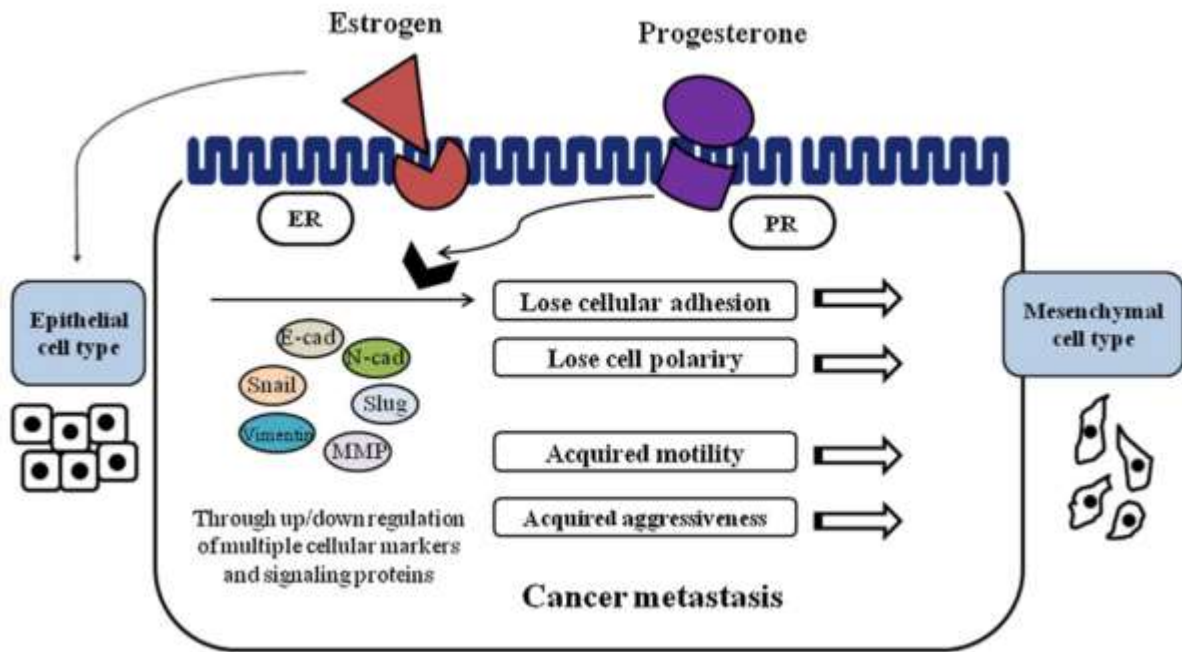 Estrogen
Progesterone
ER
PR
Epithelial
cell type
Mesenchymal
cell type
Lose cellular adhesion
Lose cell polariry
Acquired motility
Acquired aggressiveness
E-cad
N-cad
Snail
Slug
Vimentin
MMP
Through up/down regulation
of multiple cellular markers
and signaling proteins
Cancer metastasis